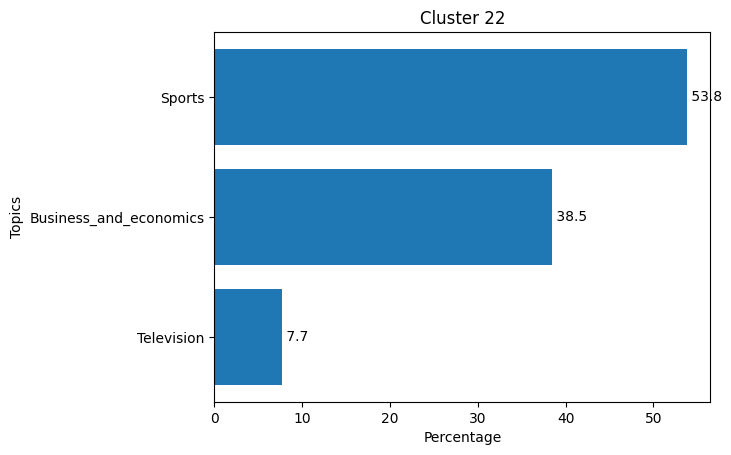 Cluster 22
Topics
Sports
53.8
Business_and_economics
38.5
Television
7.7
0 10 20 30 40 50
Percentage